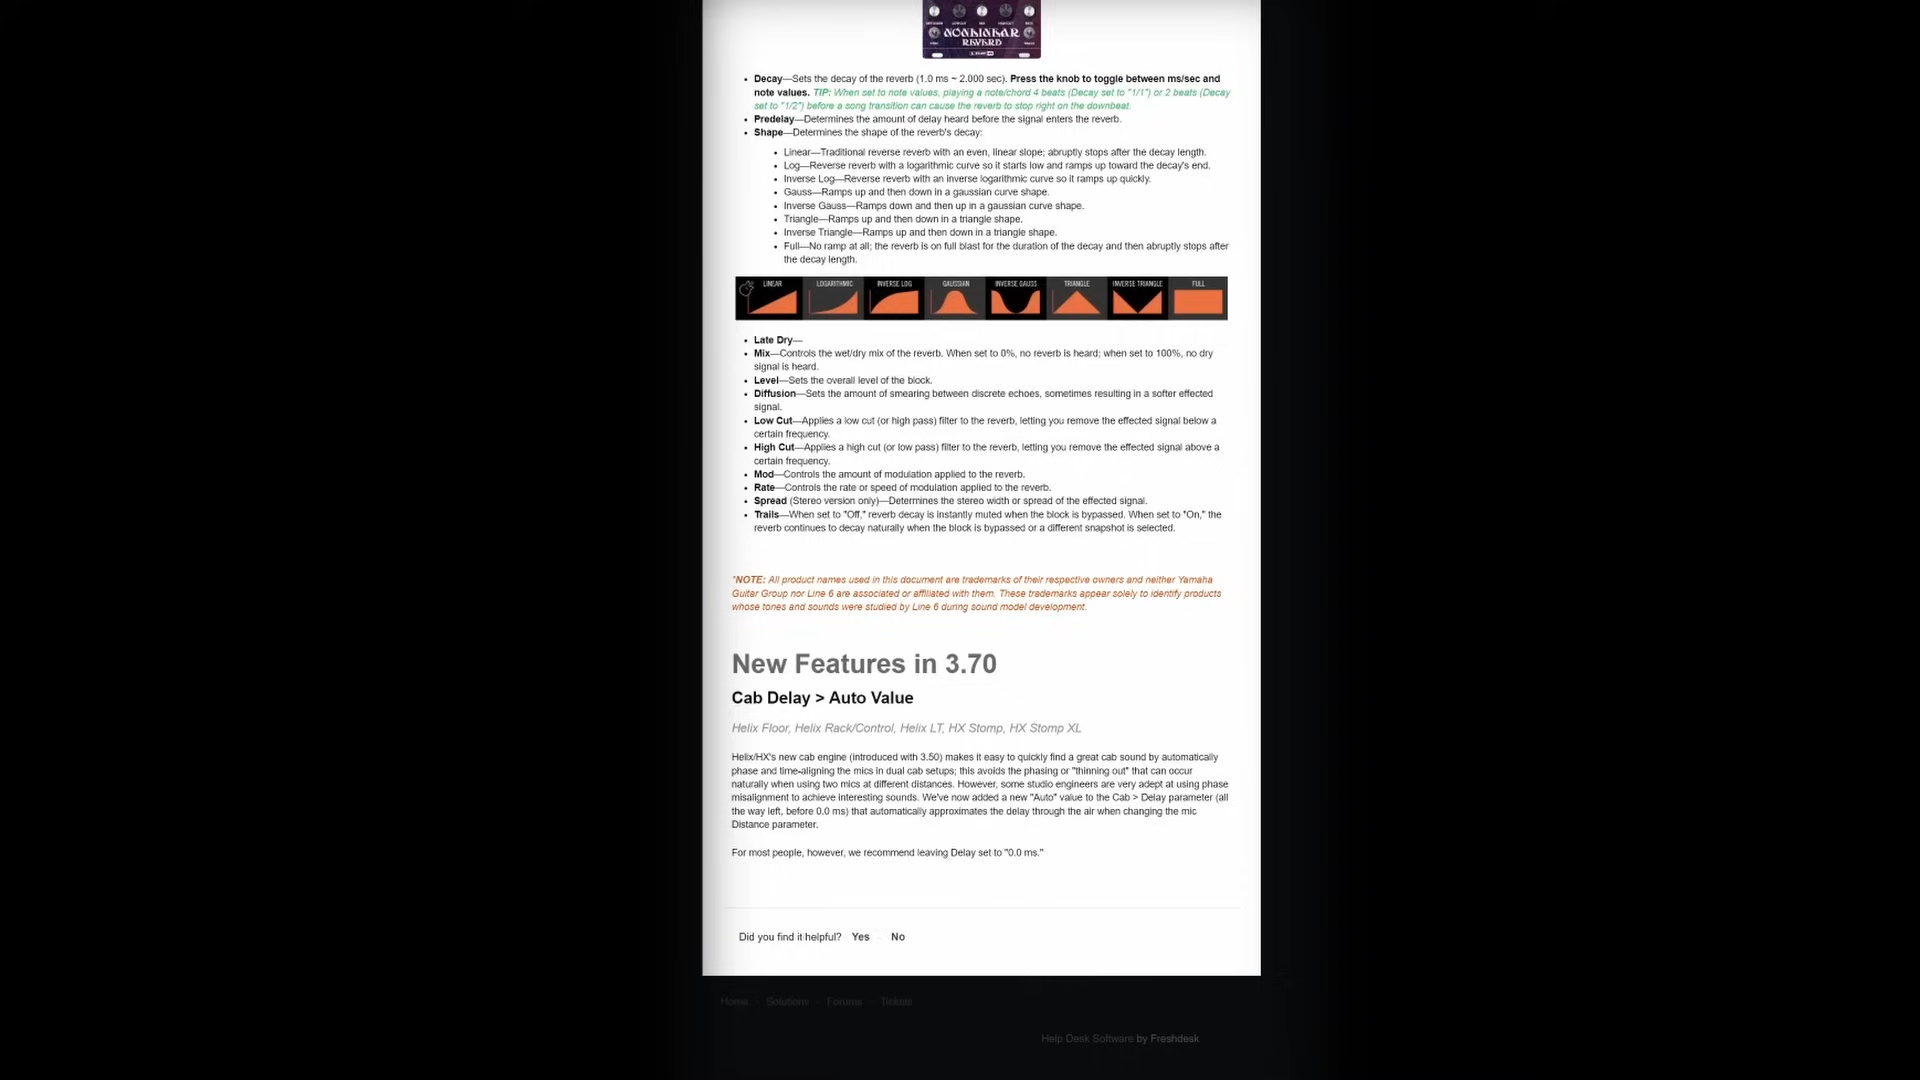 NONLINEAR
REVERB
Decay—Sets the decay of the reverb (1.0 ms ~ 2.000 sec). Press the knob to toggle between ms/sec and
note values. TIP: When set to note values, playing a note/chord 4 beats (Decay set to "1/1") or 2 beats (Decay
set to "1/2") before a song transition can cause the reverb to stop right on the downbeat.
Predelay—Determines the amount of delay heard before the signal enters the reverb.
Shape—Determines the shape of the reverb's decay:
Linear—Traditional reverse reverb with an even, linear slope; abruptly stops after the decay length.
Log—Reverse reverb with a logarithmic curve so it starts low and ramps up toward the decay's end.
Inverse Log—Reverse reverb with an inverse logarithmic curve so it ramps up quickly.
Gauss—Ramps up and then down in a gaussian curve shape.
Inverse Gauss—Ramps down and then up in a gaussian curve shape.
Triangle—Ramps up and then down in a triangle shape.
Inverse Triangle—Ramps up and then down in a triangle shape.
Full—No ramp at all; the reverb is on full blast for the duration of the decay and then abruptly stops after
the decay length.
LINEAR LOGARITHMIC INVERSE LOG GAUSSIAN INVERSE GAUSS TRIANGLE INVERSE TRIANGLE FULL
Late Dry—
Mix—Controls the wet/dry mix of the reverb. When set to 0%, no reverb is heard; when set to 100%, no dry
signal is heard.
Level—Sets the overall level of the block.
Diffusion—Sets the amount of smearing between discrete echoes, sometimes resulting in a softer effected
signal.
Low Cut—Applies a low cut (or high pass) filter to the reverb, letting you remove the effected signal below a
certain frequency.
High Cut—Applies a high cut (or low pass) filter to the reverb, letting you remove the effected signal above a
certain frequency.
Mod—Controls the amount of modulation applied to the reverb.
Rate—Controls the rate or speed of modulation applied to the reverb.
Spread (Stereo version only)—Determines the stereo width or spread of the effected signal.
Trails—When set to "Off," reverb decay is instantly muted when the block is bypassed. When set to "On," the
reverb continues to decay naturally when the block is bypassed or a different snapshot is selected.
*NOTE: All product names used in this document are trademarks of their respective owners and neither Yamaha
Guitar Group nor Line 6 are associated or affiliated with them. These trademarks appear solely to identify products
whose tones and sounds were studied by Line 6 during sound model development.
New Features in 3.70
Cab Delay > Auto Value
Helix Floor, Helix Rack/Control, Helix LT, HX Stomp, HX Stomp XL
Helix/HX's new cab engine (introduced with 3.50) makes it easy to quickly find a great cab sound by automatically
phase and time-aligning the mics in dual cab setups; this avoids the phasing or "thinning out" that can occur
naturally when using two mics at different distances. However, some studio engineers are very adept at using phase
misalignment to achieve interesting sounds. We've now added a new "Auto" value to the Cab > Delay parameter (all
the way left, before 0.0 ms) that automatically approximates the delay through the air when changing the mic
Distance parameter.
For most people, however, we recommend leaving Delay set to "0.0 ms."
Did you find it helpful? Yes No
Home Solutions Forums Tickets
Help Desk Software by Freshdesk